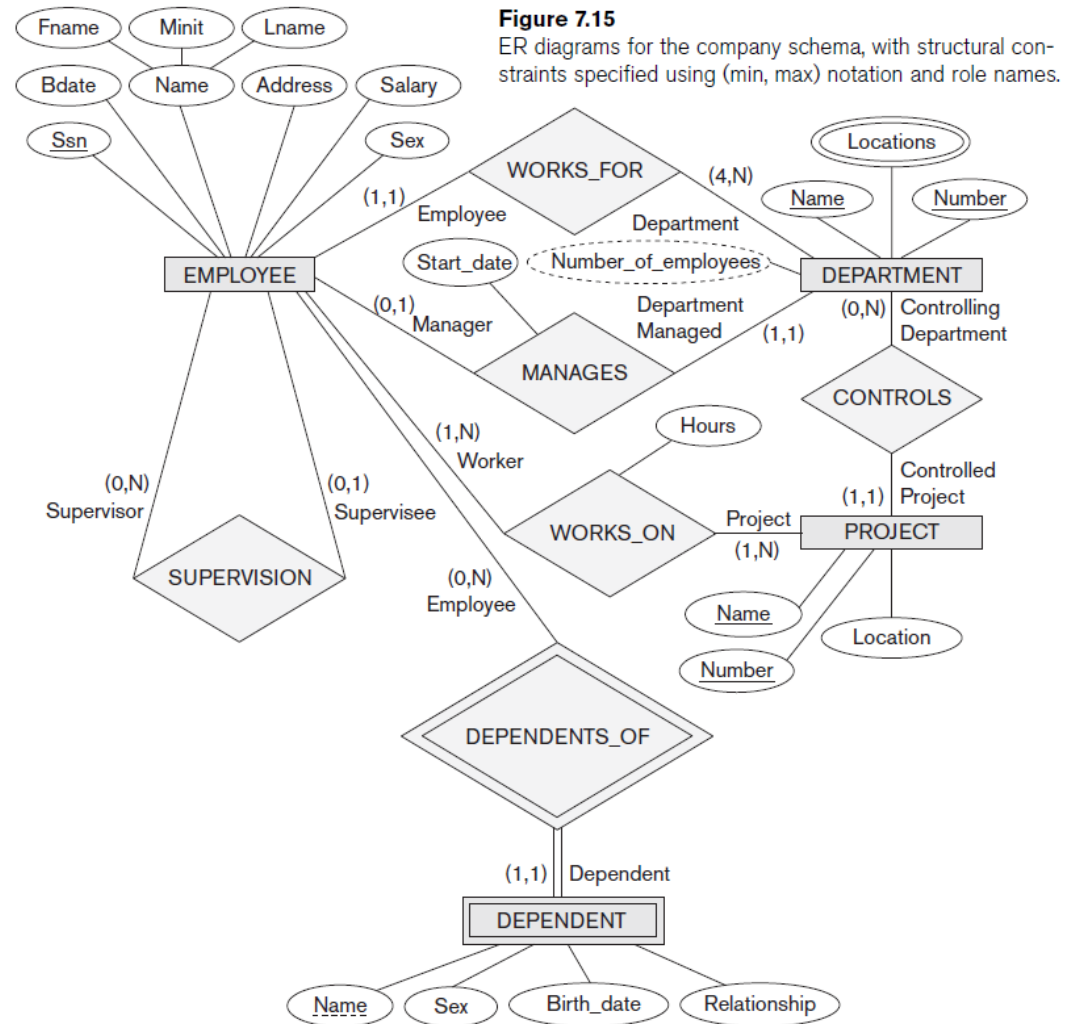 Figure 7.15
ER diagrams for the company schema, with structural con-
straints specified using (min, max) notation and role names.
Fname
Minit
Lname
Bdate
Name
Address
Salary
Ssn
Sex
WORKS_FOR
Locations
(1,1)
Employee
(4,N)
Department
Name
Number
EMPLOYEE
Start_date
Number_of_employees
DEPARTMENT
(0,1)
Manager
Department
Managed
(1,1)
(0,N)
Controlling
Department
MANAGES
CONTROLS
Hours
(1,N)
Worker
(0,N)
Supervisor
(0,1)
Supervisee
Controlled
Project
(1,1)
WORKS_ON
Project
(1,N)
PROJECT
SUPERVISION
(0,N)
Employee
Name
Location
Number
DEPENDENTS_OF
(1,1)
Dependent
DEPENDENT
Name
Sex
Birth_date
Relationship